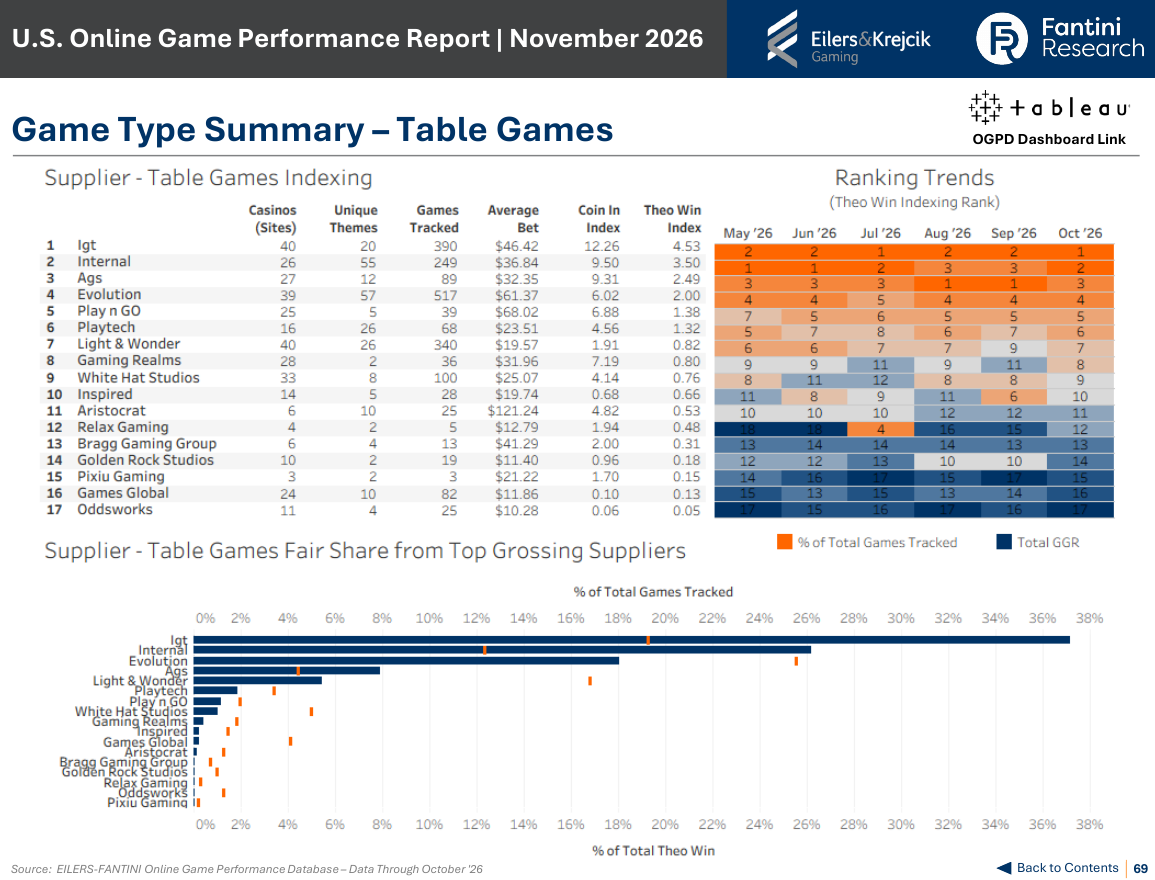 U.S. Online Game Performance Report | November 2026
Eilers&Krejcik
Gaming
Fantini
Research
Game Type Summary – Table Games
+ a b l e a u
OGPD Dashboard Link
Supplier - Table Games Indexing
Casinos (Sites) Unique Themes Games Tracked Average Bet Coin In Index Theo Win Index
1 Igt 40 20 390 $46.42 12.26 4.53
2 Internal 26 55 249 $36.84 9.50 3.50
3 Ags 27 12 89 $32.35 9.31 2.49
4 Evolution 39 57 517 $61.37 6.02 2.00
5 Play n GO 25 5 39 $68.02 6.88 1.38
6 Playtech 16 26 68 $23.51 4.56 1.32
7 Light & Wonder 40 26 340 $19.57 1.91 0.82
8 Gaming Realms 28 2 36 $31.96 7.19 0.80
9 White Hat Studios 33 8 100 $25.07 4.14 0.76
10 Inspired 14 5 28 $19.74 0.68 0.66
11 Aristocrat 6 10 25 $121.24 4.82 0.53
12 Relax Gaming 4 2 5 $12.79 1.94 0.48
13 Bragg Gaming Group 6 4 13 $41.29 2.00 0.31
14 Golden Rock Studios 10 2 19 $11.40 0.96 0.18
15 Pixiu Gaming 3 2 3 $21.22 1.70 0.15
16 Games Global 24 10 82 $11.86 0.10 0.13
17 Oddsworks 11 4 25 $10.28 0.06 0.05
Ranking Trends
(Theo Win Indexing Rank)
May '26 Jun '26 Jul '26 Aug '26 Sep '26 Oct '26
2 2 1 2 2 1
1 1 2 3 3 2
3 3 3 1 1 3
4 4 5 4 4 4
7 5 6 5 5 5
5 7 8 6 7 6
6 6 7 7 9 7
9 9 11 9 11 8
8 11 12 8 8 9
11 8 9 11 6 10
10 10 10 12 12 11
18 18 4 16 15 12
13 14 14 14 13 13
12 12 13 10 10 14
14 16 17 15 17 15
15 13 15 13 14 16
17 15 16 17 16 17
Supplier - Table Games Fair Share from Top Grossing Suppliers
% of Total Games Tracked
Total GGR
% of Total Games Tracked
0% 2% 4% 6% 8% 10% 12% 14% 16% 18% 20% 22% 24% 26% 28% 30% 32% 34% 36% 38%
Igt
Internal
Evolution
Ags
Light & Wonder
Playtech
Play n GO
White Hat Studios
Gaming Realms
Inspired
Games Global
Aristocrat
Bragg Gaming Group
Golden Rock Studios
Relax Gaming
Oddsworks
Pixiu Gaming
0% 2% 4% 6% 8% 10% 12% 14% 16% 18% 20% 22% 24% 26% 28% 30% 32% 34% 36% 38%
% of Total Theo Win
Source: EILERS-FANTINI Online Game Performance Database – Data Through October '26
Back to Contents
69